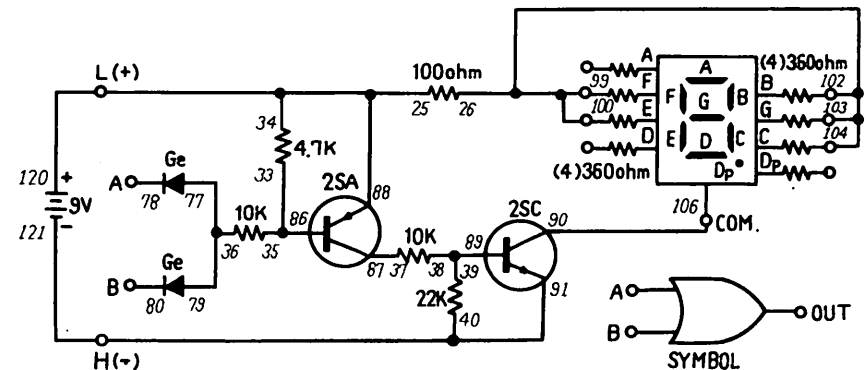 L(+)
100ohm
25 26
A
99
F
100
E
D
(4)360ohm
A
F G B
E D C
Dp
(4)360ohm
B 102
G 103
C 104
Dp
34
4.7K
33
2SA
88
120 +
9V
121 -
Ge
A
78 77
10K
36 35
86
87
10K
37 38
2SC
90
89
39
91
106
COM.
Ge
B
80 79
22K
40
A
B
OUT
SYMBOL
H(-)